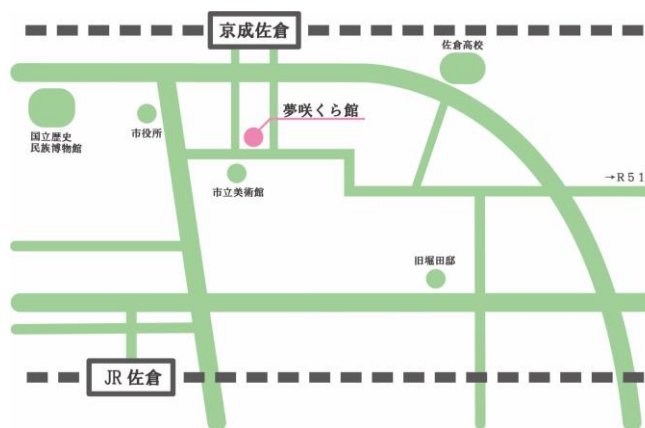 京成佐倉
佐倉高校
夢咲くら館
市役所
国立歴史
民族博物館
市立美術館
→R51
旧堀田邸
JR佐倉